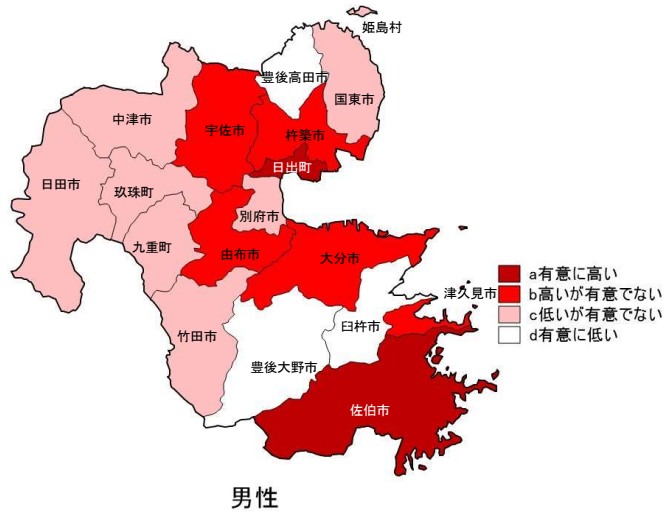 姫島村
豊後高田市
国東市
中津市
宇佐市
杵築市
日出町
日田市
玖珠町
別府市
九重町
由布市
大分市
a有意に高い
b高いが有意でない
c低いが有意でない
d有意に低い
津久見市
臼杵市
竹田市
豊後大野市
佐伯市
男性